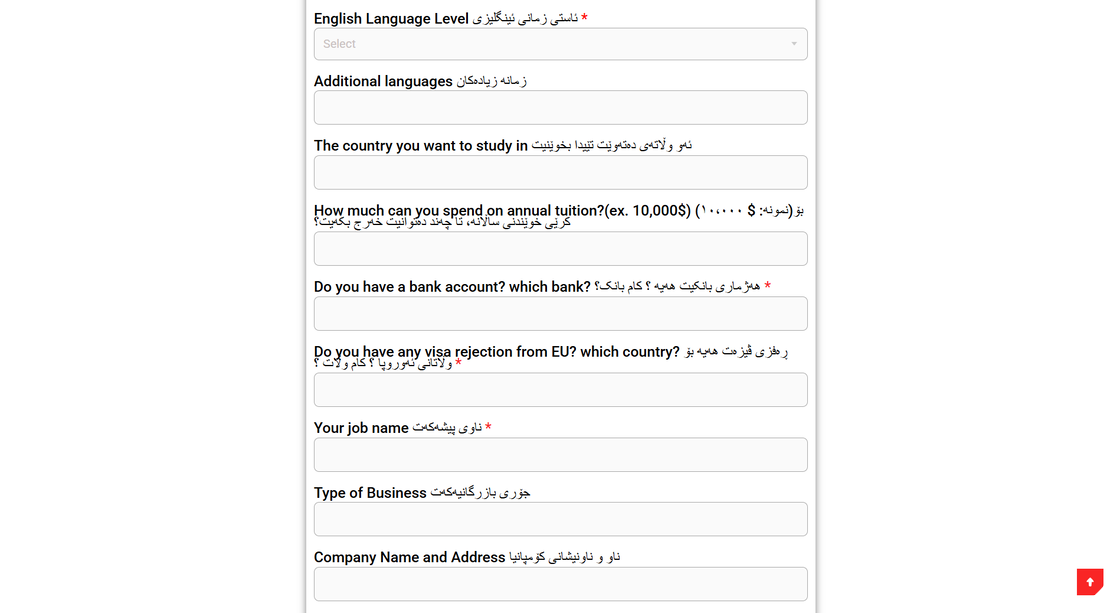 English Language Level ئاستی زمانی ئینگلیزی *
Select
Additional languages زمانە زیادەکان
The country you want to study in ئەو وڵاتەی دەتەوێت تێیدا بخوێنیت
How much can you spend on annual tuition?(ex. 10,000$) (نمونە: $ ١٠،٠٠٠) بۆ
کرێی خوێندنی ساڵانە، تا چەند دەتوانیت خەرج بکەیت؟
Do you have a bank account? which bank? هەژماری بانکیت هەیە ؟ کام بانک؟ *
Do you have any visa rejection from EU? which country? ڕەفزی ڤیزەت هەیە بۆ
وڵاتانی ئەوروپا ؟ کام وڵات ؟ *
Your job name ناوی پیشەکەت *
Type of Business جۆری بازرگانیەکەت
Company Name and Address ناو و ناونیشانی کۆمپانیا